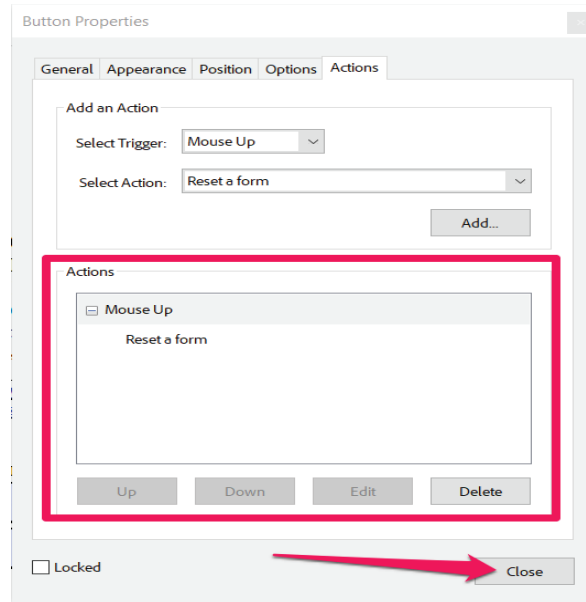 Button Properties
General Appearance Position Options Actions
Add an Action
Select Trigger: Mouse Up
Select Action: Reset a form
Add...
Actions
Mouse Up
Reset a form
Up Down Edit Delete
Locked
Close